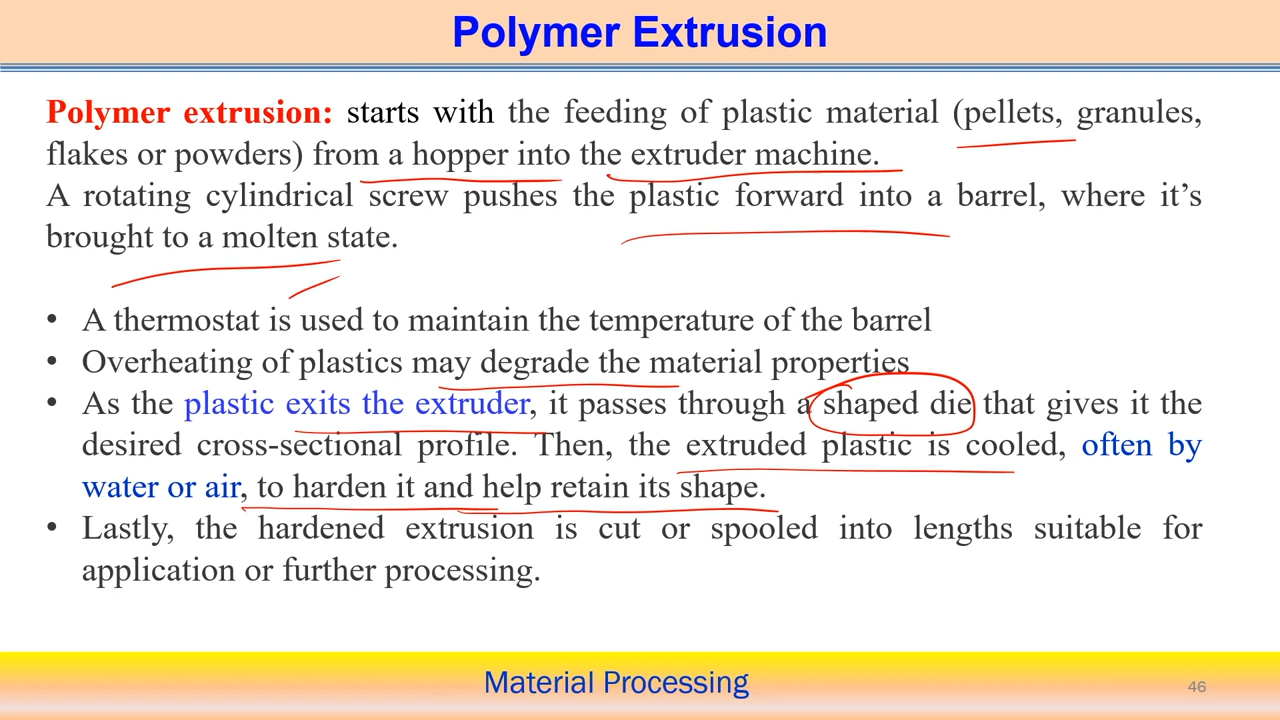 Polymer Extrusion
Polymer extrusion: starts with the feeding of plastic material (pellets, granules,
flakes or powders) from a hopper into the extruder machine.
A rotating cylindrical screw pushes the plastic forward into a barrel, where it’s
brought to a molten state.
• A thermostat is used to maintain the temperature of the barrel
• Overheating of plastics may degrade the material properties
• As the plastic exits the extruder, it passes through a shaped die that gives it the
desired cross-sectional profile. Then, the extruded plastic is cooled, often by
water or air, to harden it and help retain its shape.
• Lastly, the hardened extrusion is cut or spooled into lengths suitable for
application or further processing.
Material Processing
46